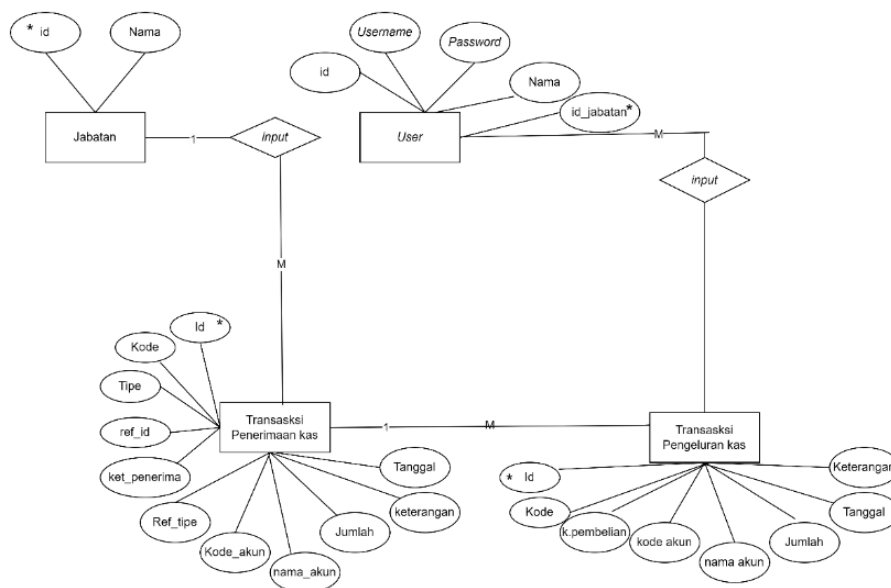 * id
Nama
Username
Password
id
Nama
id_jabatan*
Jabatan
1
input
User
M
input
M
Id *
Kode
Tipe
ref_id
ket_penerima
Ref_tipe
Kode_akun
nama_akun
Jumlah
keterangan
Tanggal
Transasksi
Penerimaan kas
1
M
Transasksi
Pengeluran kas
* Id
Kode
k.pembelian
kode akun
nama akun
Jumlah
Tanggal
Keterangan